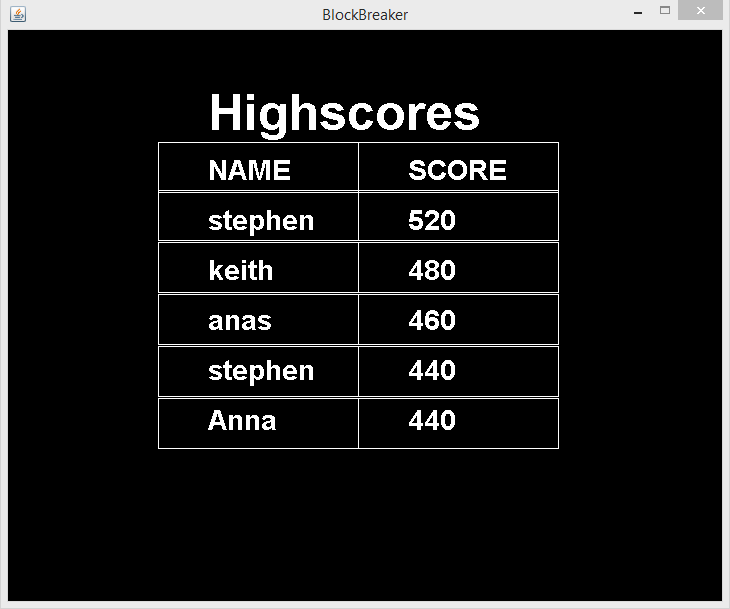 BlockBreaker
Highscores
NAME SCORE
stephen 520
keith 480
anas 460
stephen 440
Anna 440